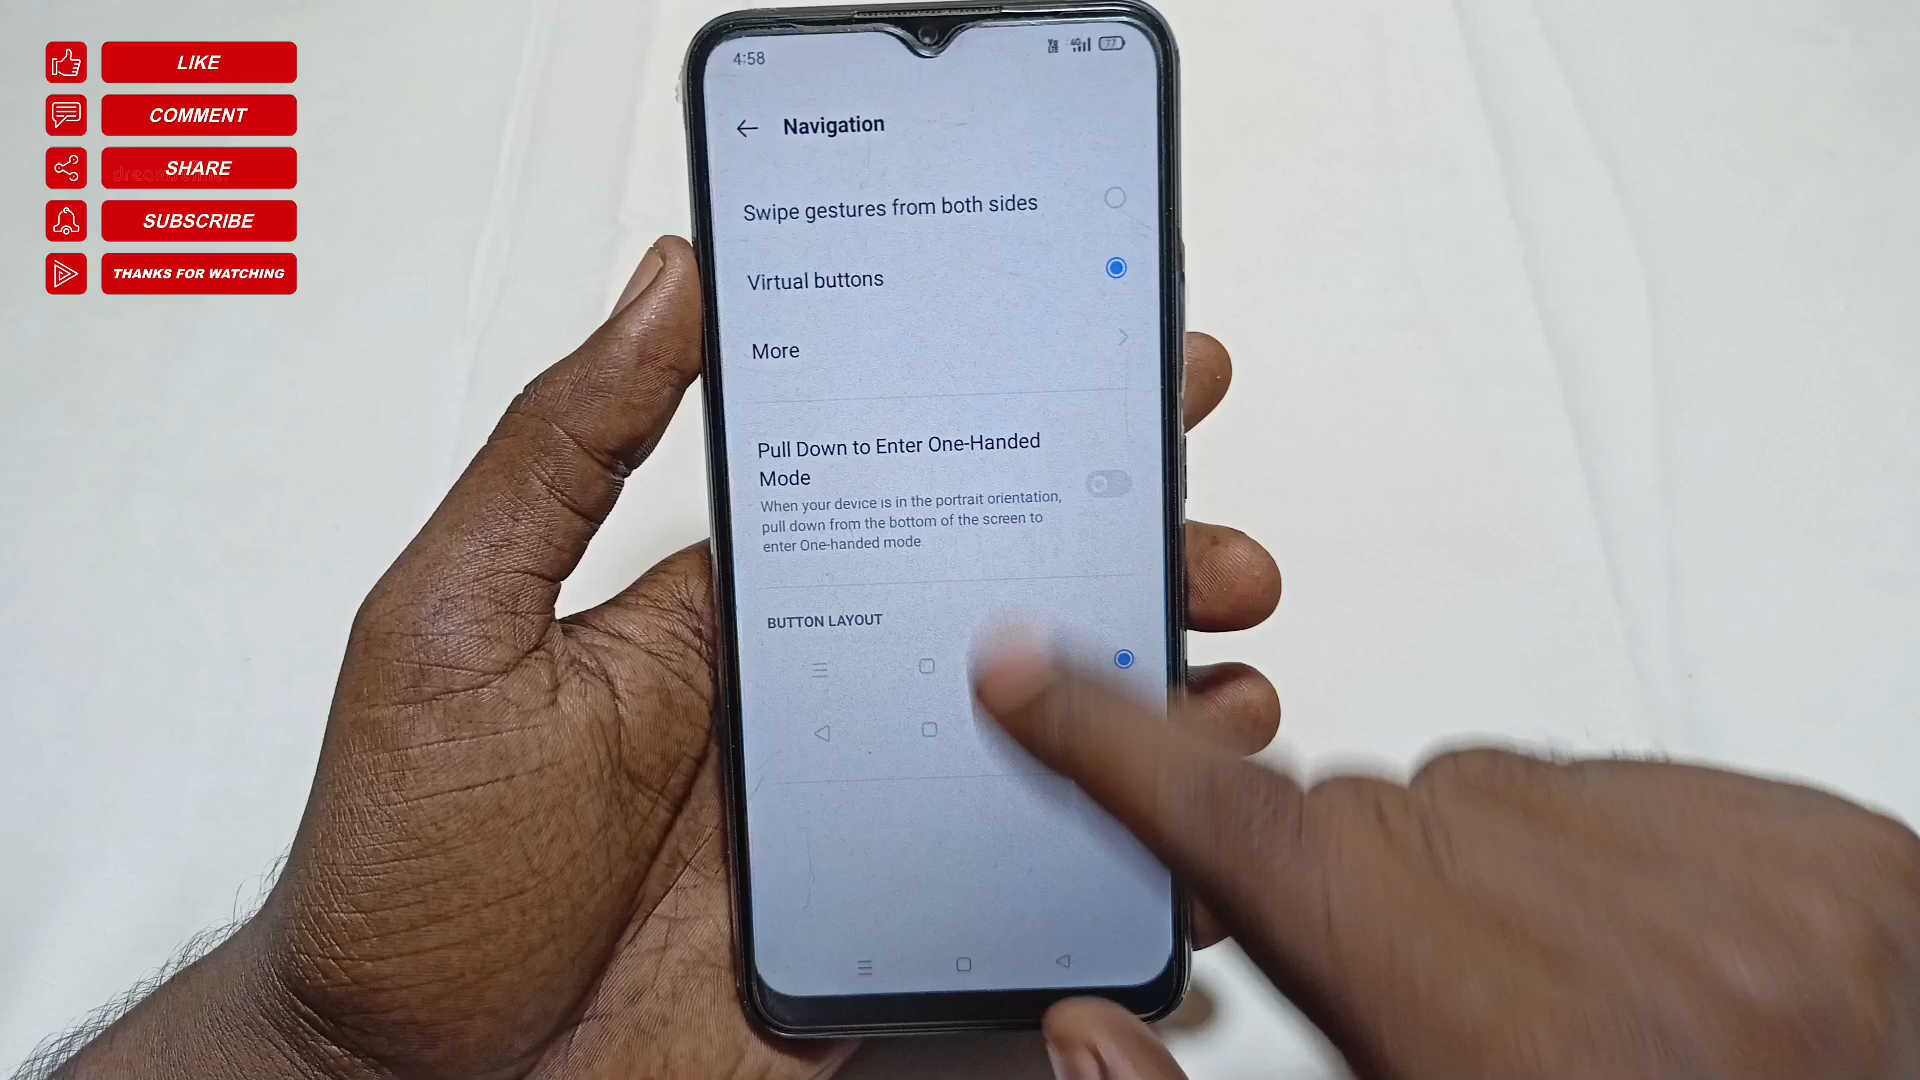 LIKE
COMMENT
SHARE
SUBSCRIBE
THANKS FOR WATCHING
4:58
4G
77
Navigation
Swipe gestures from both sides
Virtual buttons
More
Pull Down to Enter One-Handed
Mode
When your device is in the portrait orientation,
pull down from the bottom of the screen to
enter One-handed mode
BUTTON LAYOUT